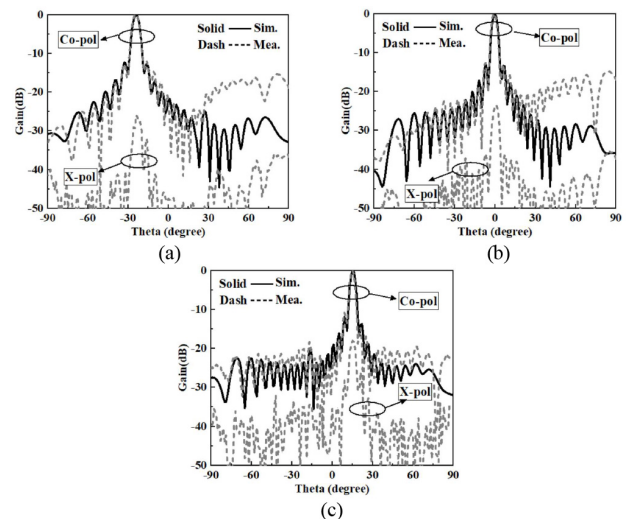 Solid Sim.
Co-pol
Dash Mea.
X-pol
Gain(dB)
0
-10
-20
-30
-40
-50
-90 -60 -30 0 30 60 90
Theta (degree)
(a)
Solid Sim.
Co-pol
Dash Mea.
X-pol
Gain(dB)
0
-10
-20
-30
-40
-50
-90 -60 -30 0 30 60 90
Theta (degree)
(b)
Solid Sim.
Co-pol
Dash Mea.
X-pol
Gain(dB)
0
-10
-20
-30
-40
-50
-90 -60 -30 0 30 60 90
Theta (degree)
(c)